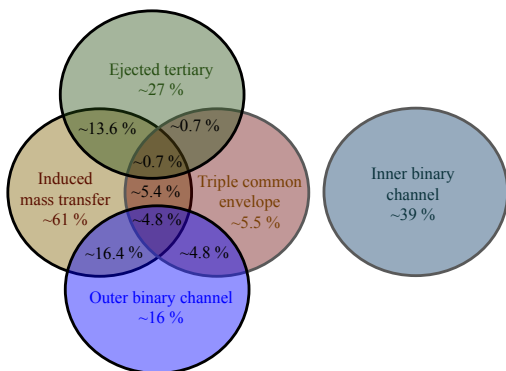 Ejected tertiary
~27 %
~13.6 %
~0.7 %
~0.7 %
Induced
mass transfer
~61 %
~5.4 %
Triple common
envelope
~5.5 %
~4.8 %
~16.4 %
~4.8 %
Outer binary channel
~16 %
Inner binary
channel
~39 %